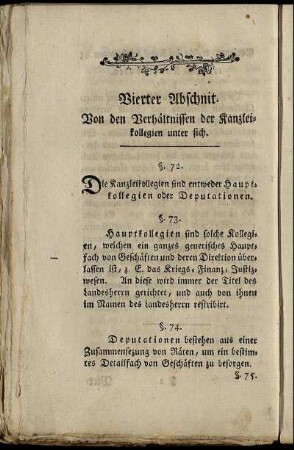 Vierter Abschnit.
Von den Verhältnissen der Kanzlei-
kollegien unter sich.
§. 72.
Die Kanzleikollegien sind entweder Haupt-
kollegien oder Deputationen.
§. 73.
Hauptkollegien sind solche Kollegi-
en, welchen ein ganzes generisches Haupt-
fach von Geschäften und deren Direktion über-
lassen ist, z. E. das Kriegs, Finanz, Justiz-
wesen. An diese wird immer der Titel des
Landesherrn gerichtet, und auch von ihnen
im Namen des Landesherrn reskribirt.
§. 74.
Deputationen bestehen aus einer
Zusammensezung von Räten, um ein bestim-
tes Detailfach von Geschäften zu besorgen.
§. 75.